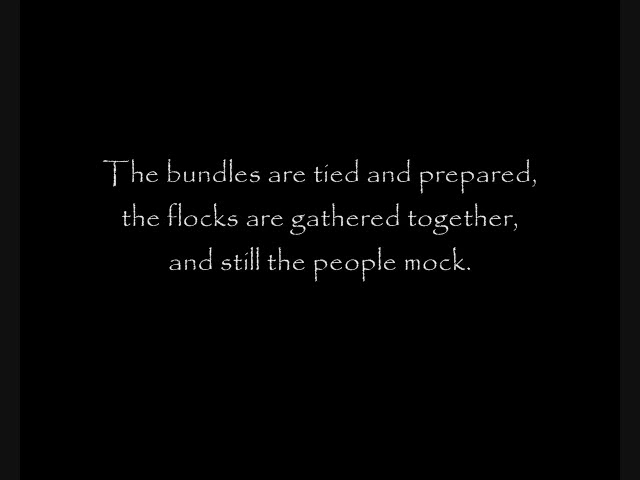 The bundles are tied and prepared,
the flocks are gathered together,
and still the people mock.